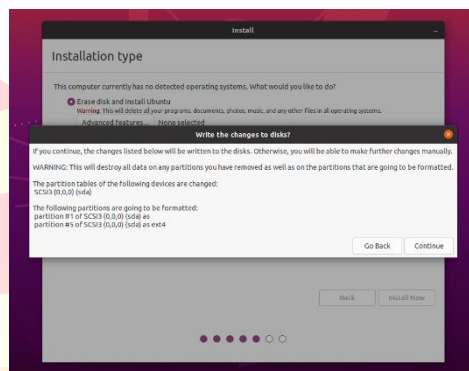 Install
Installation type
This computer currently has no detected operating systems. What would you like to do?
Erase disk and install Ubuntu
Warning: This will delete all your programs, documents, photos, music, and any other files in all operating systems.
Advanced features... None selected
Write the changes to disks?
If you continue, the changes listed below will be written to the disks. Otherwise, you will be able to make further changes manually.
WARNING: This will destroy all data on any partitions you have removed as well as on the partitions that are going to be formatted.
The partition tables of the following devices are changed:
SCSI3 (0,0,0) (sda)
The following partitions are going to be formatted:
partition #1 of SCSI3 (0,0,0) (sda) as
partition #5 of SCSI3 (0,0,0) (sda) as ext4
Go Back Continue
Back Install Now